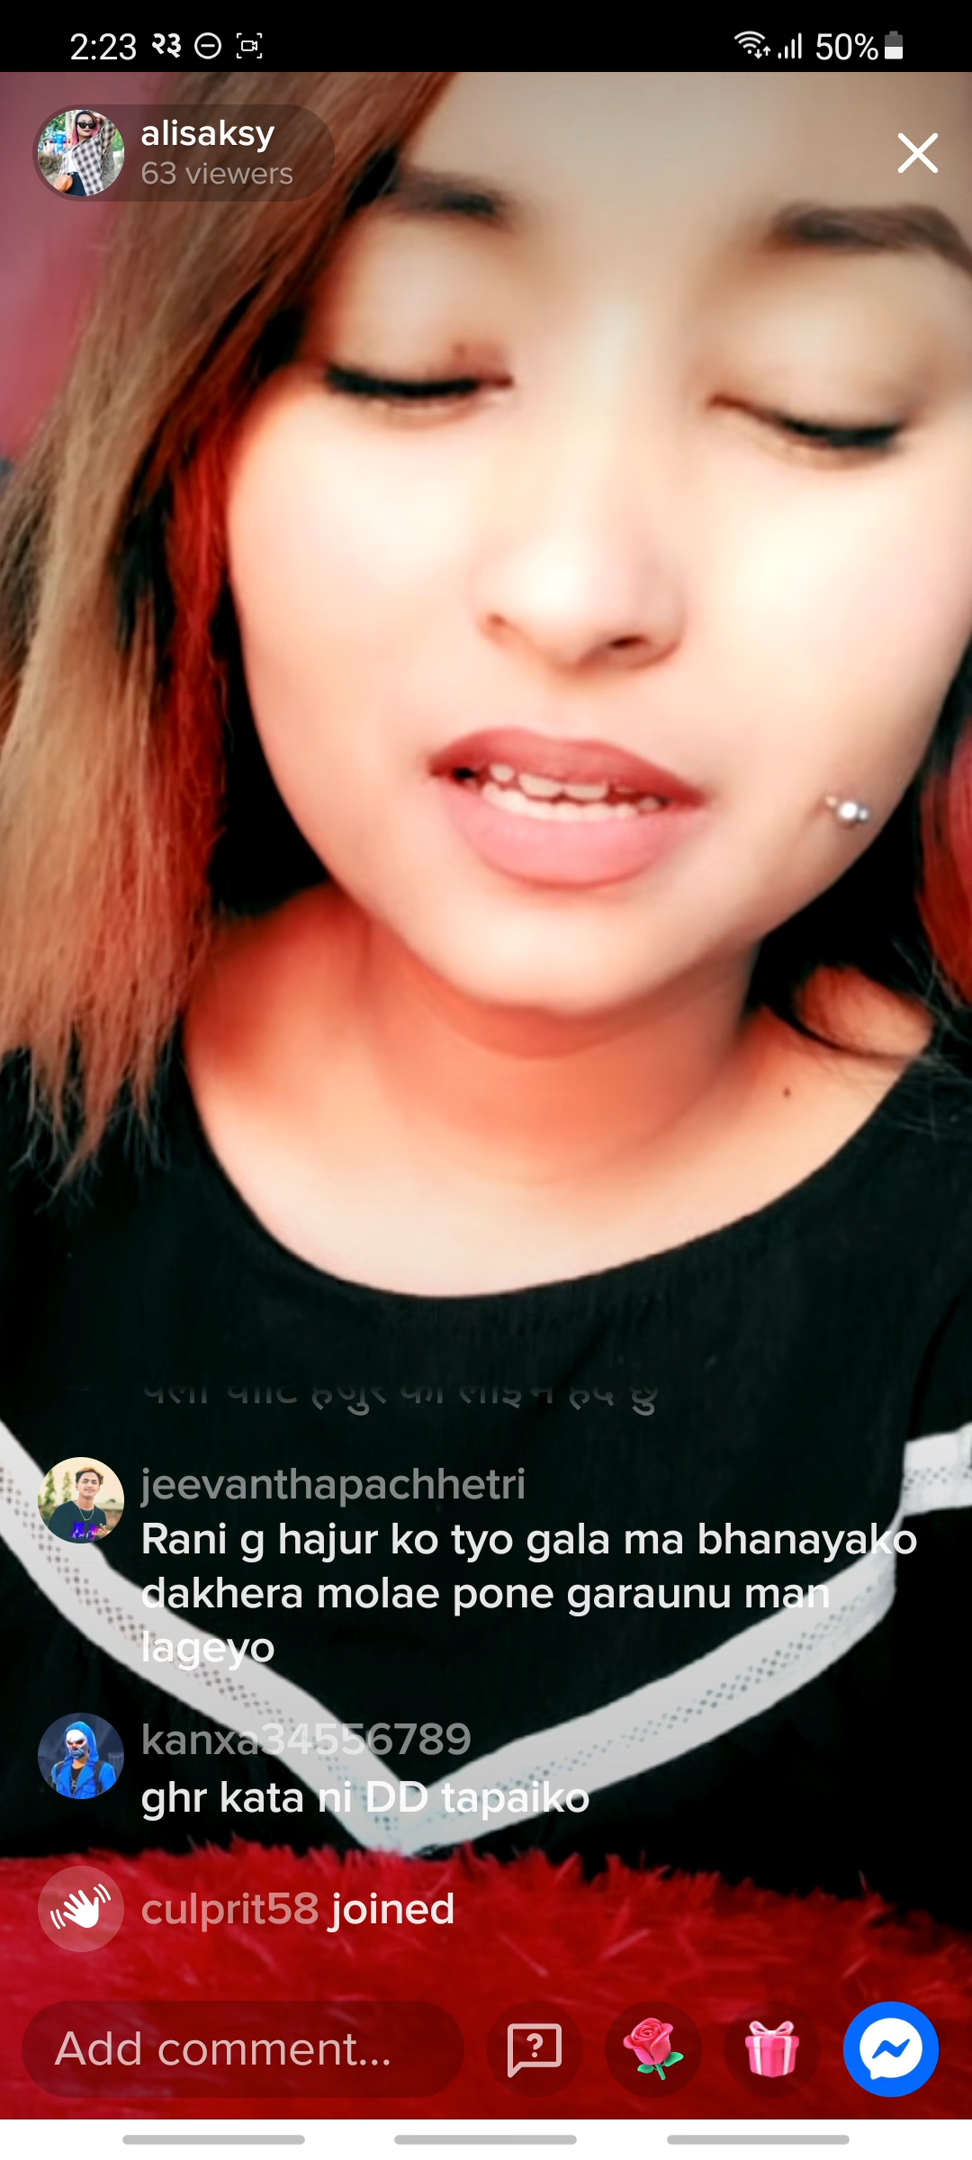 2:23 २३
50%
alisaksy
63 viewers
jeevanthapachhetri
Rani g hajur ko tyo gala ma bhanayako
dakhera molae pone garaunu man
lageyo
kanxa34556789
ghr kata ni DD tapaiko
culprit58 joined
Add comment...